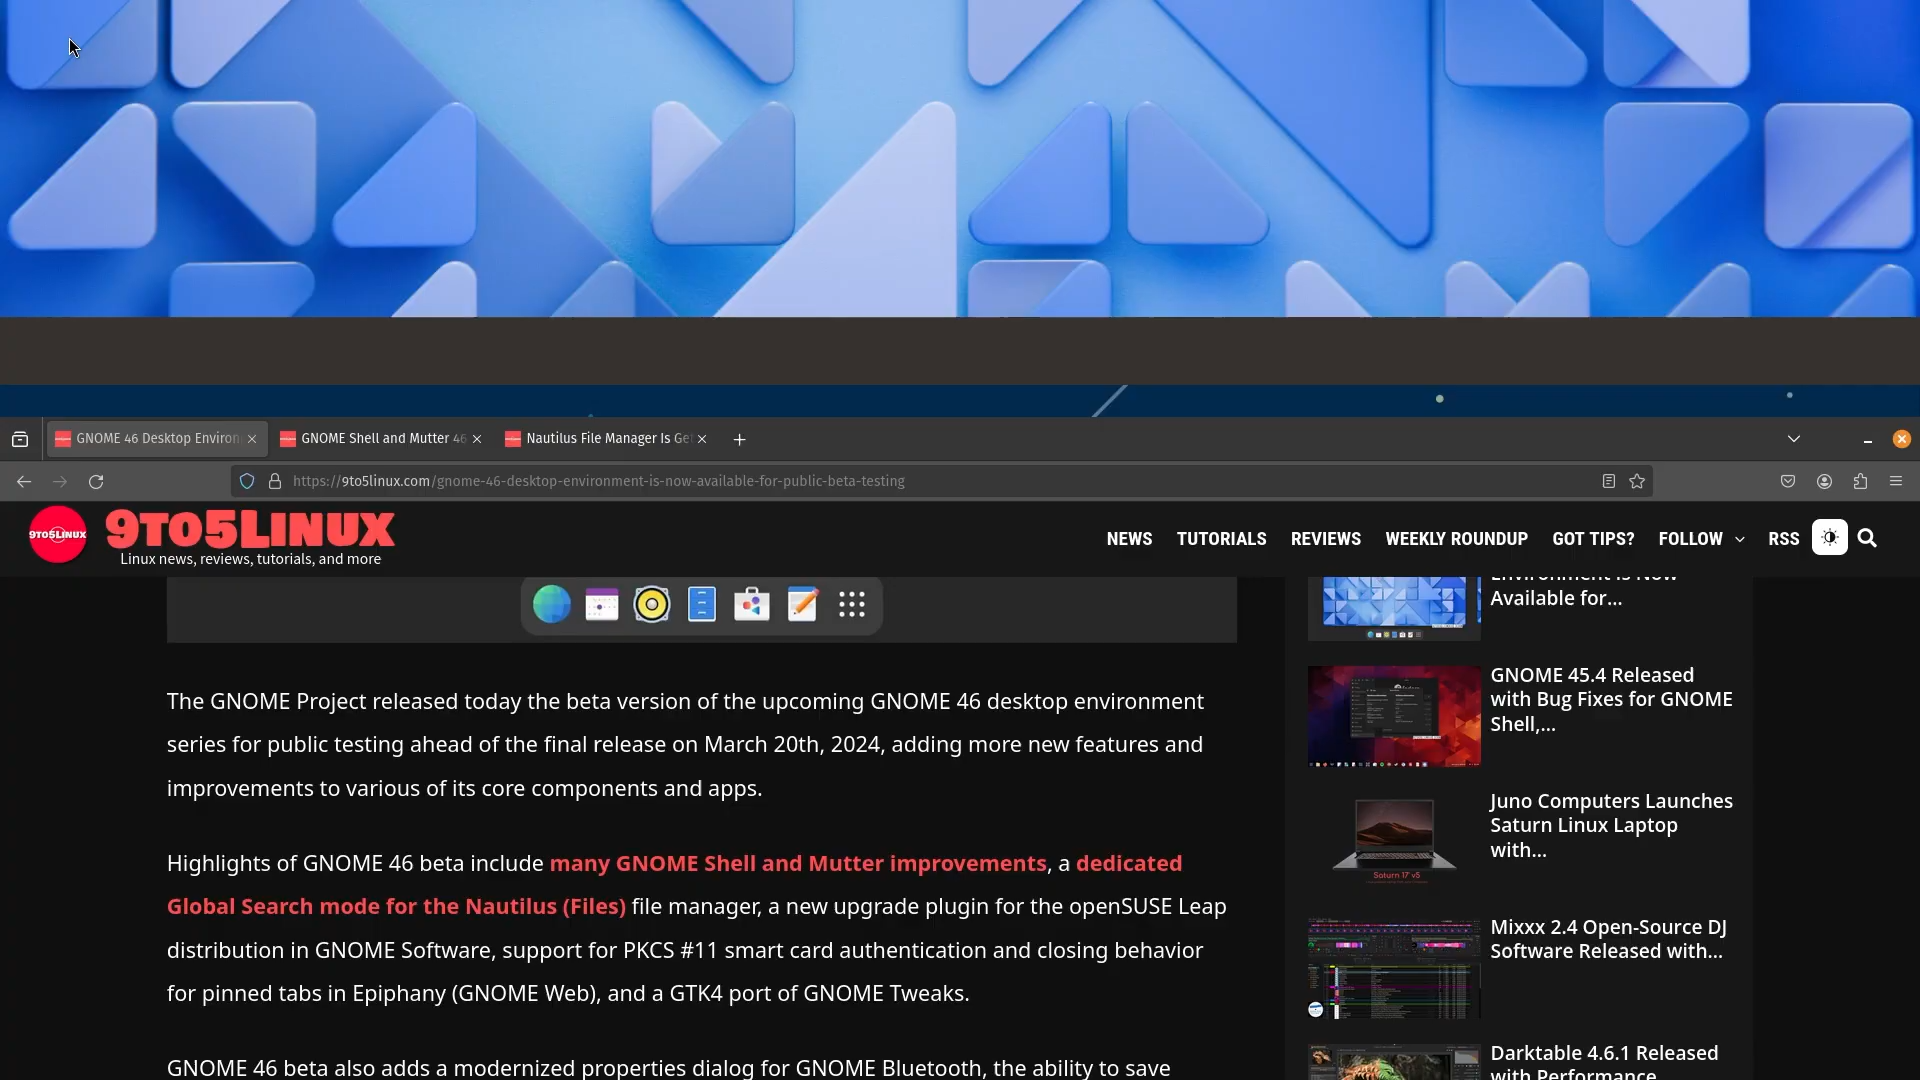 GNOME 46 Desktop Environ
GNOME Shell and Mutter 46
Nautilus File Manager Is Ge
https://9to5linux.com/gnome-46-desktop-environment-is-now-available-for-public-beta-testing
9TO5LINUX
9TO5LINUX
Linux news, reviews, tutorials, and more
NEWS TUTORIALS REVIEWS WEEKLY ROUNDUP GOT TIPS? FOLLOW RSS
The GNOME Project released today the beta version of the upcoming GNOME 46 desktop environment
series for public testing ahead of the final release on March 20th, 2024, adding more new features and
improvements to various of its core components and apps.
Highlights of GNOME 46 beta include many GNOME Shell and Mutter improvements, a dedicated
Global Search mode for the Nautilus (Files) file manager, a new upgrade plugin for the openSUSE Leap
distribution in GNOME Software, support for PKCS #11 smart card authentication and closing behavior
for pinned tabs in Epiphany (GNOME Web), and a GTK4 port of GNOME Tweaks.
GNOME 46 beta also adds a modernized properties dialog for GNOME Bluetooth, the ability to save
Environment Is Now
Available for...
GNOME 45.4 Released
with Bug Fixes for GNOME
Shell,...
Saturn 17 v5
Juno Computers Launches
Saturn Linux Laptop
with...
Mixxx 2.4 Open-Source DJ
Software Released with...
Darktable 4.6.1 Released
with Performance